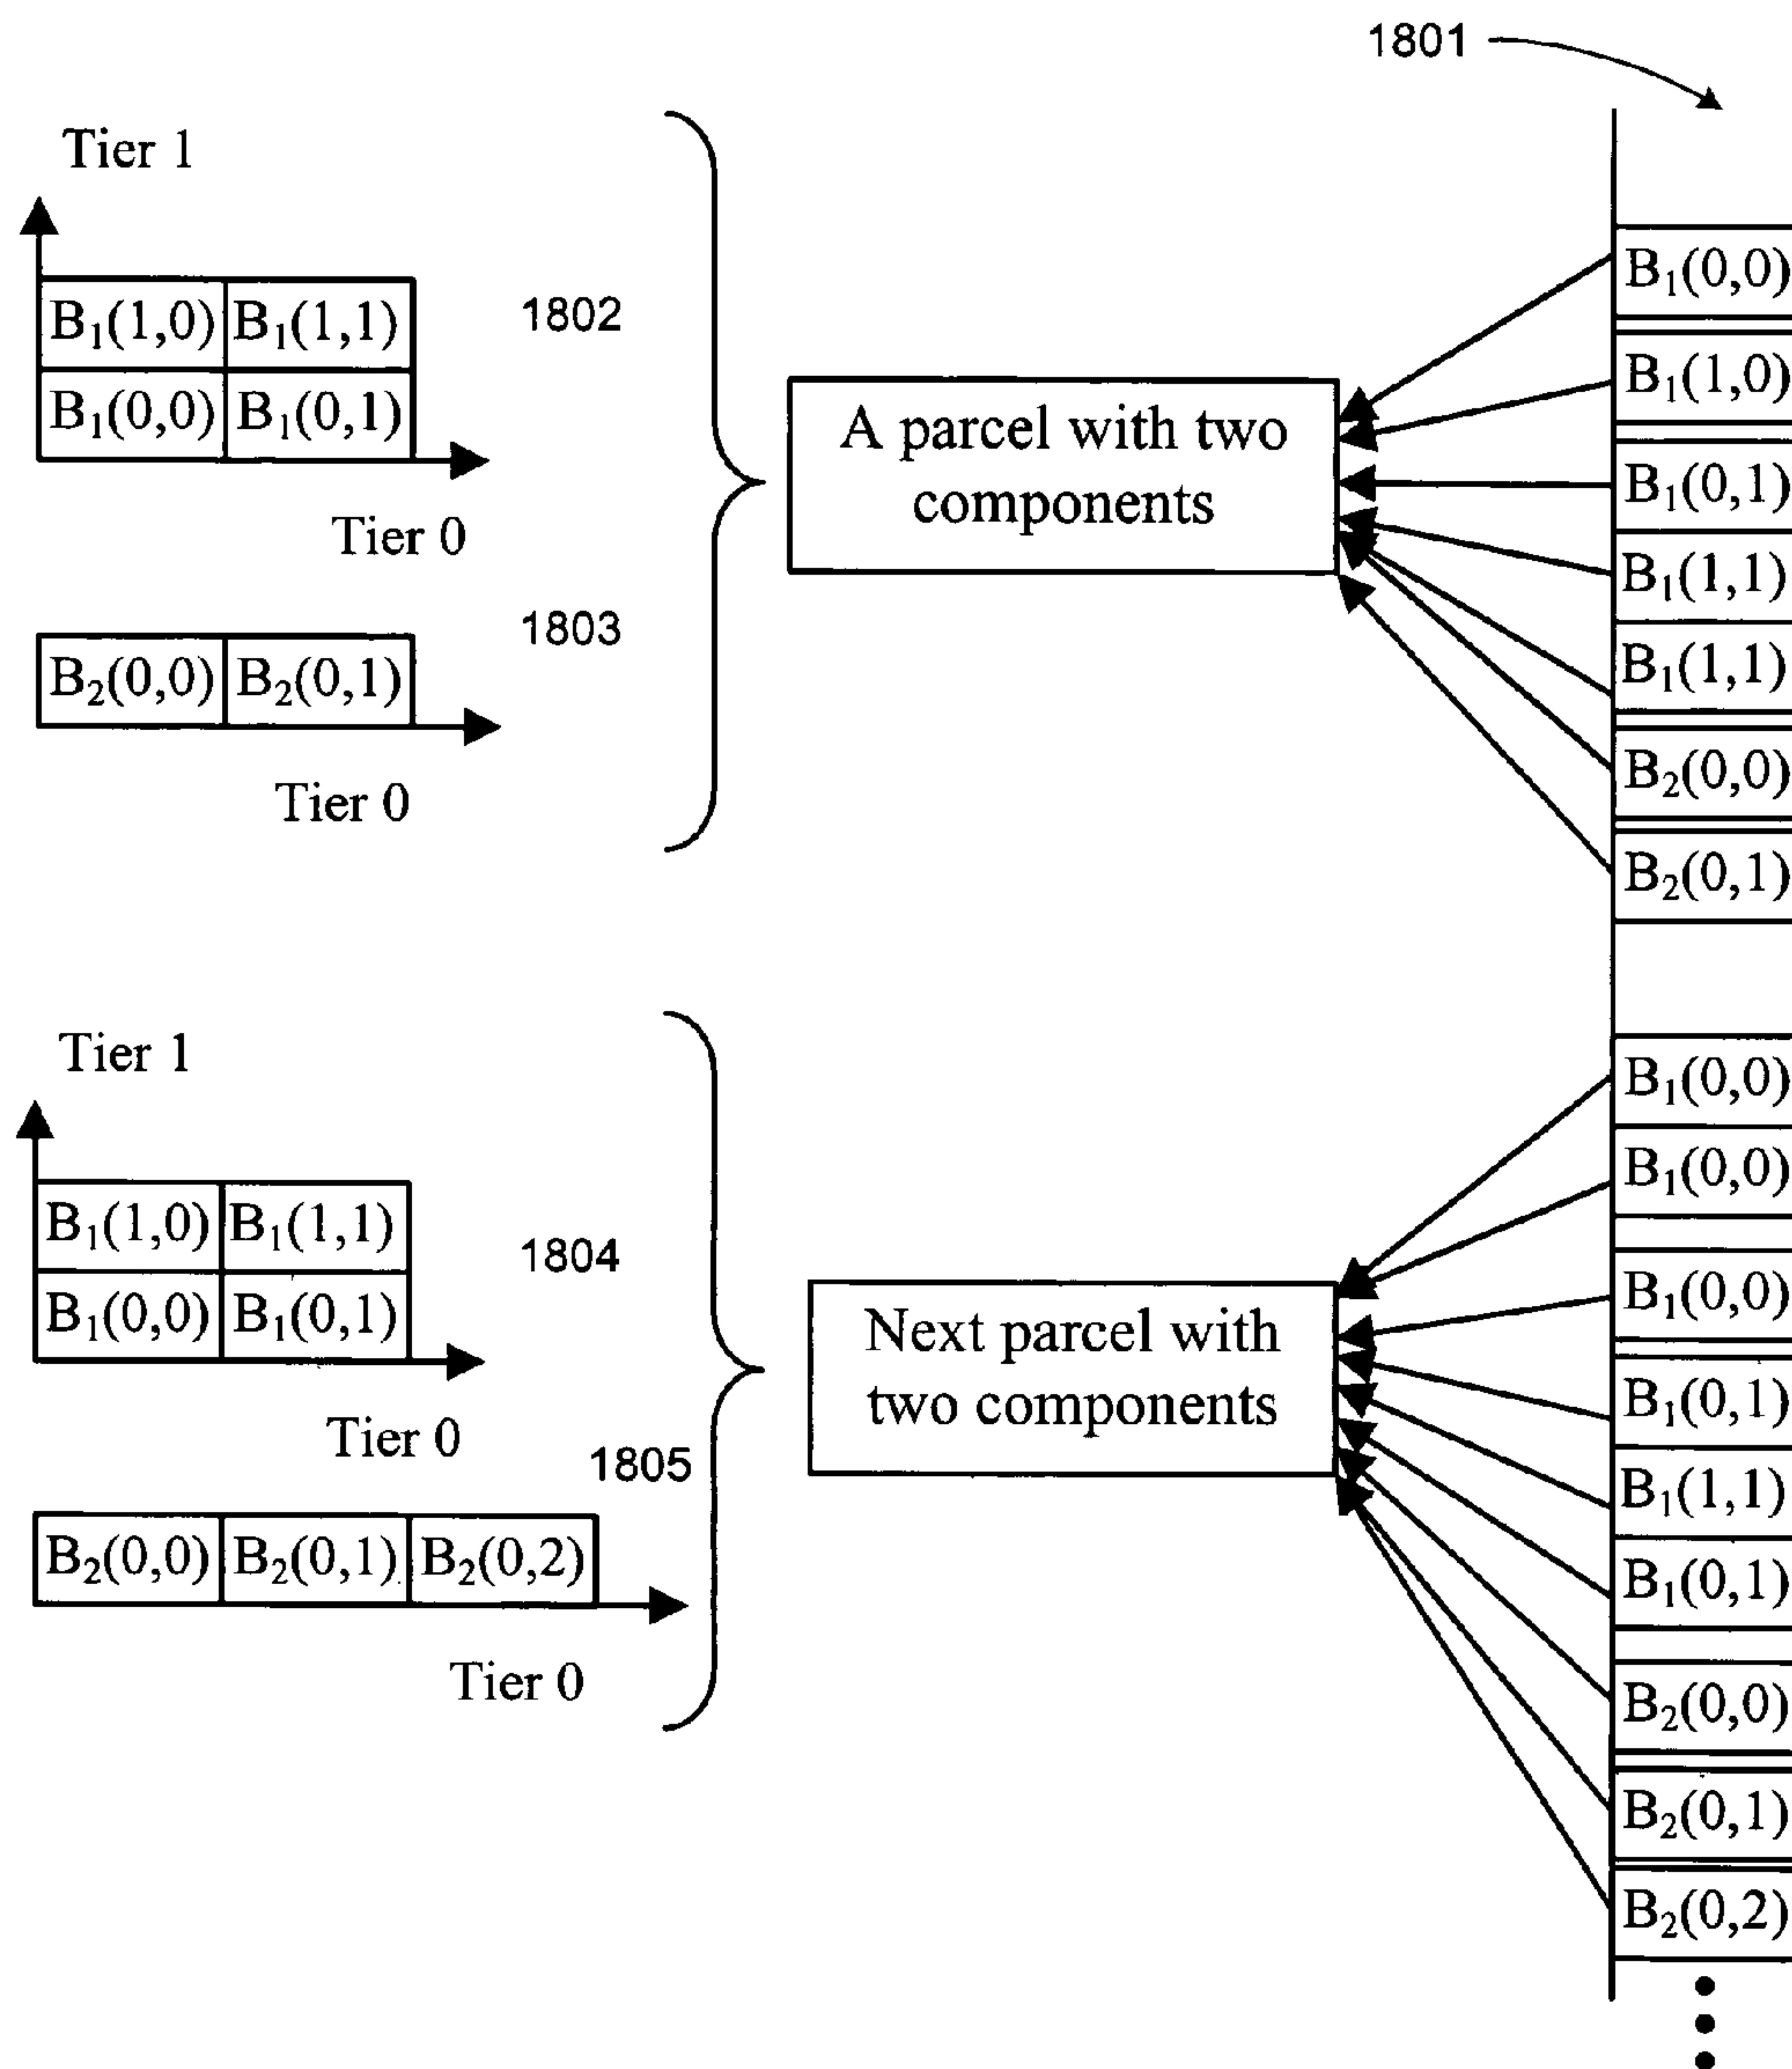 1801
Tier 1
B₁(1,0) B₁(1,1)
B₁(0,0) B₁(0,1)
1802
Tier 0
1803
B₂(0,0) B₂(0,1)
Tier 0
A parcel with two
components
B₁(0,0)
B₁(1,0)
B₁(0,1)
B₁(1,1)
B₁(1,1)
B₂(0,0)
B₂(0,1)
Tier 1
B₁(1,0) B₁(1,1)
B₁(0,0) B₁(0,1)
1804
Tier 0
1805
B₂(0,0) B₂(0,1) B₂(0,2)
Tier 0
Next parcel with
two components
B₁(0,0)
B₁(0,0)
B₁(0,0)
B₁(0,1)
B₁(1,1)
B₁(0,1)
B₂(0,0)
B₂(0,1)
B₂(0,2)